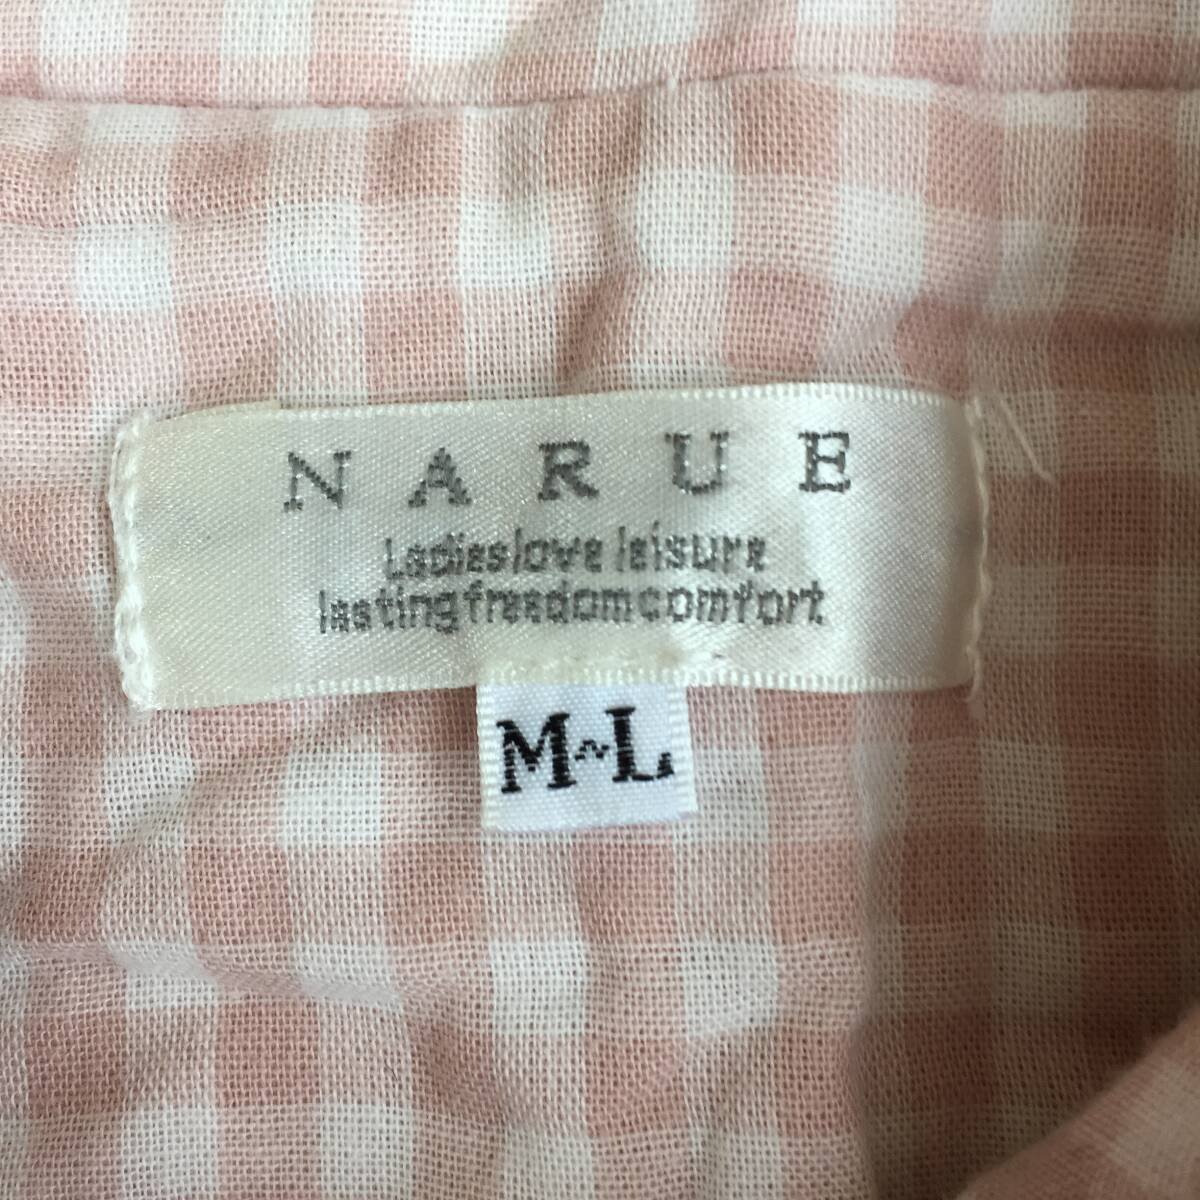 NARUE
Ladies love leisure
lasting freedom comfort
M~L